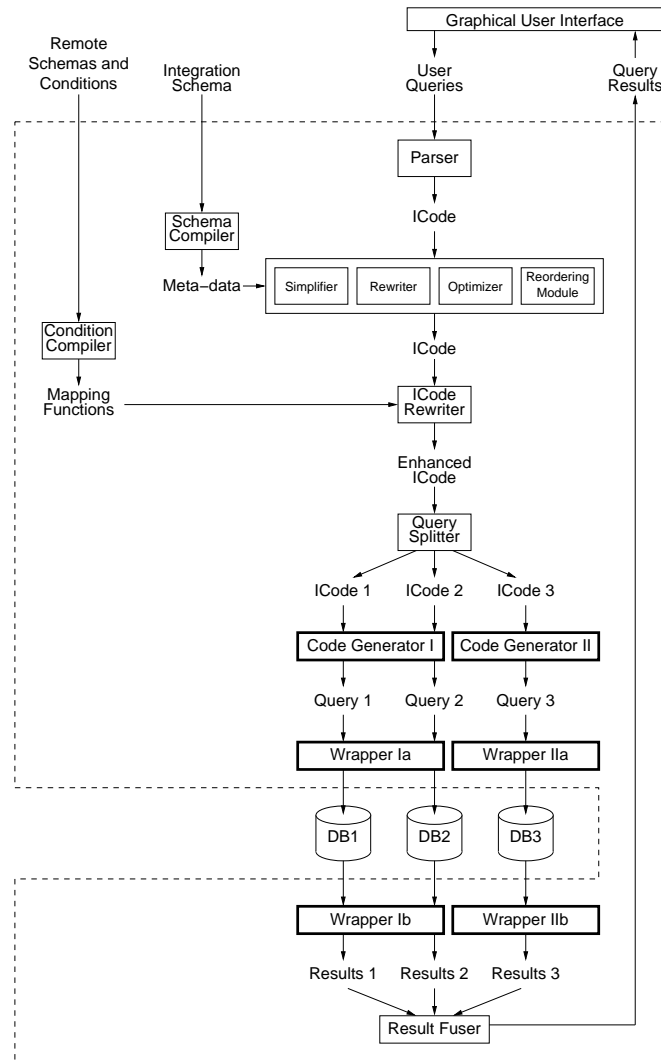 Graphical User Interface
Remote
Schemas and
Conditions
Integration
Schema
User
Queries
Query
Results
Parser
ICode
Schema
Compiler
Meta−data
Simplifier
Rewriter
Optimizer
Reordering
Module
Condition
Compiler
ICode
Mapping
Functions
ICode
Rewriter
Enhanced
ICode
Query
Splitter
ICode 1
ICode 2
ICode 3
Code Generator I
Code Generator II
Query 1
Query 2
Query 3
Wrapper Ia
Wrapper IIa
DB1
DB2
DB3
Wrapper Ib
Wrapper IIb
Results 1
Results 2
Results 3
Result Fuser